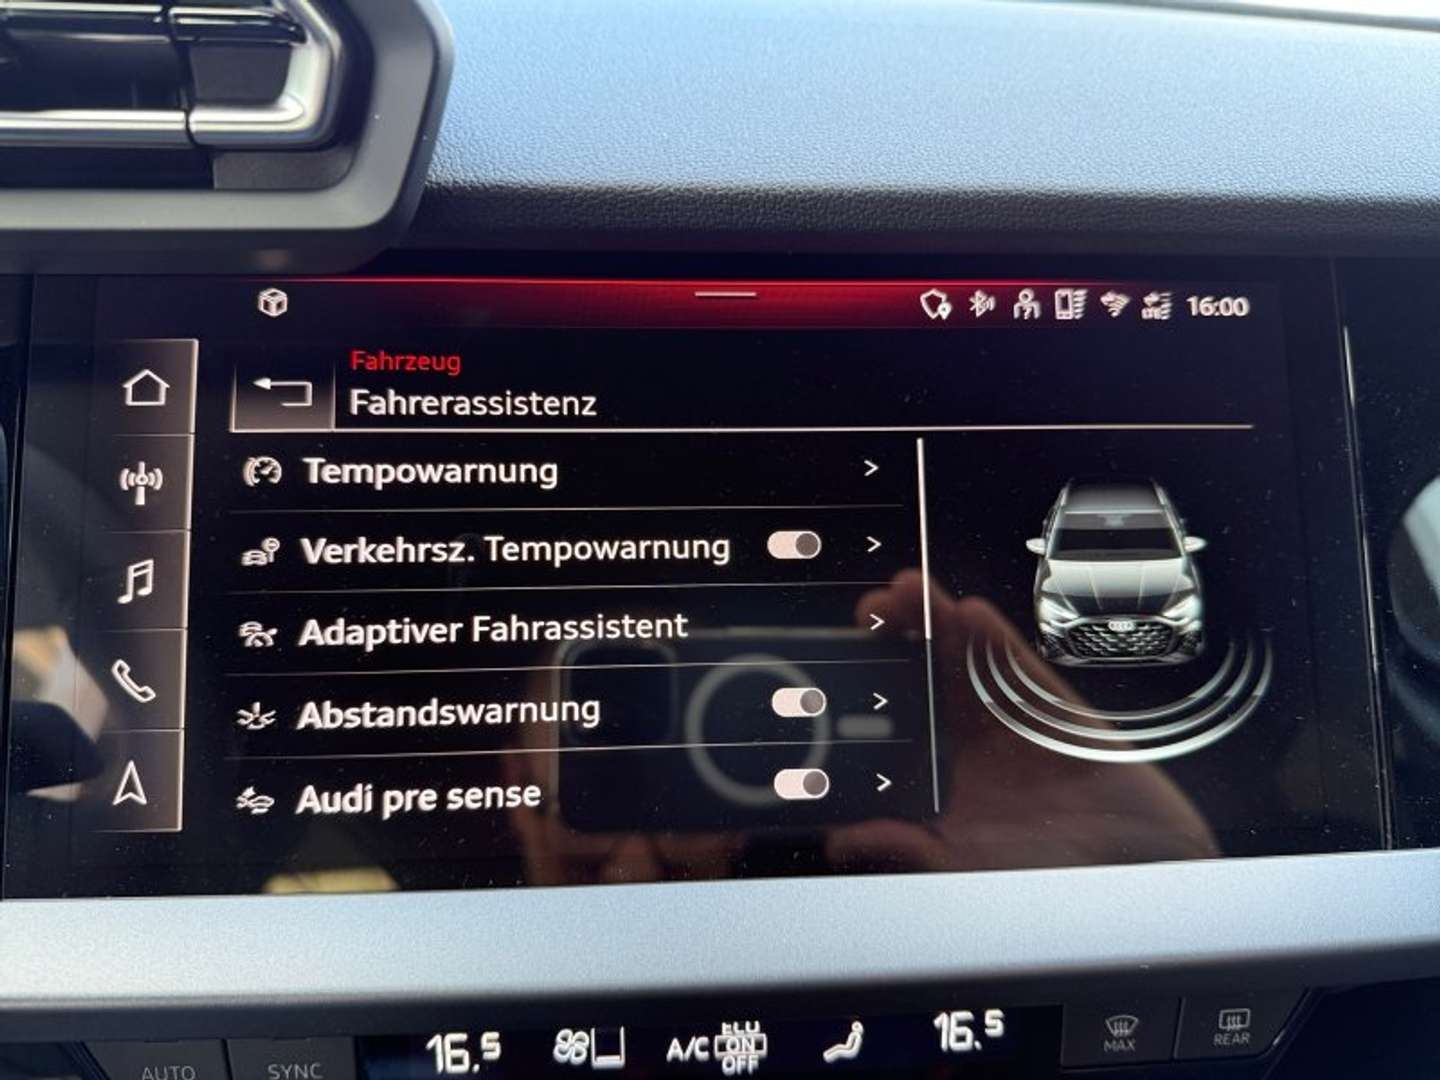 16:00
Fahrzeug
Fahrerassistenz
Tempowarnung
Verkehrsz. Tempowarnung
Adaptiver Fahrassistent
Abstandswarnung
Audi pre sense
16.5
A/C
ECO
ON
OFF
16.5
MAX
REAR
AUTO
SYNC